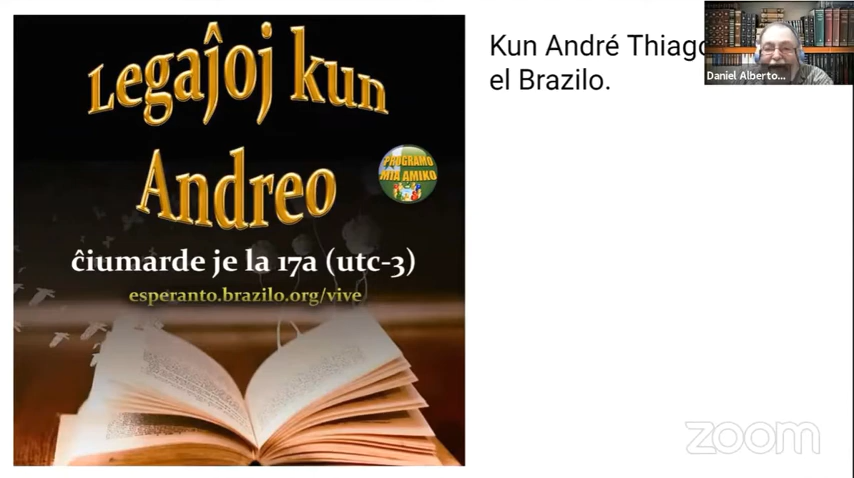 Legaĵoj kun
Andreo
PROGRAMO
MIA AMIKO
ĉiumarde je la 17a (utc-3)
esperanto.brazilo.org/vive
Kun André Thiago
el Brazilo.
Daniel Alberto...
zoom